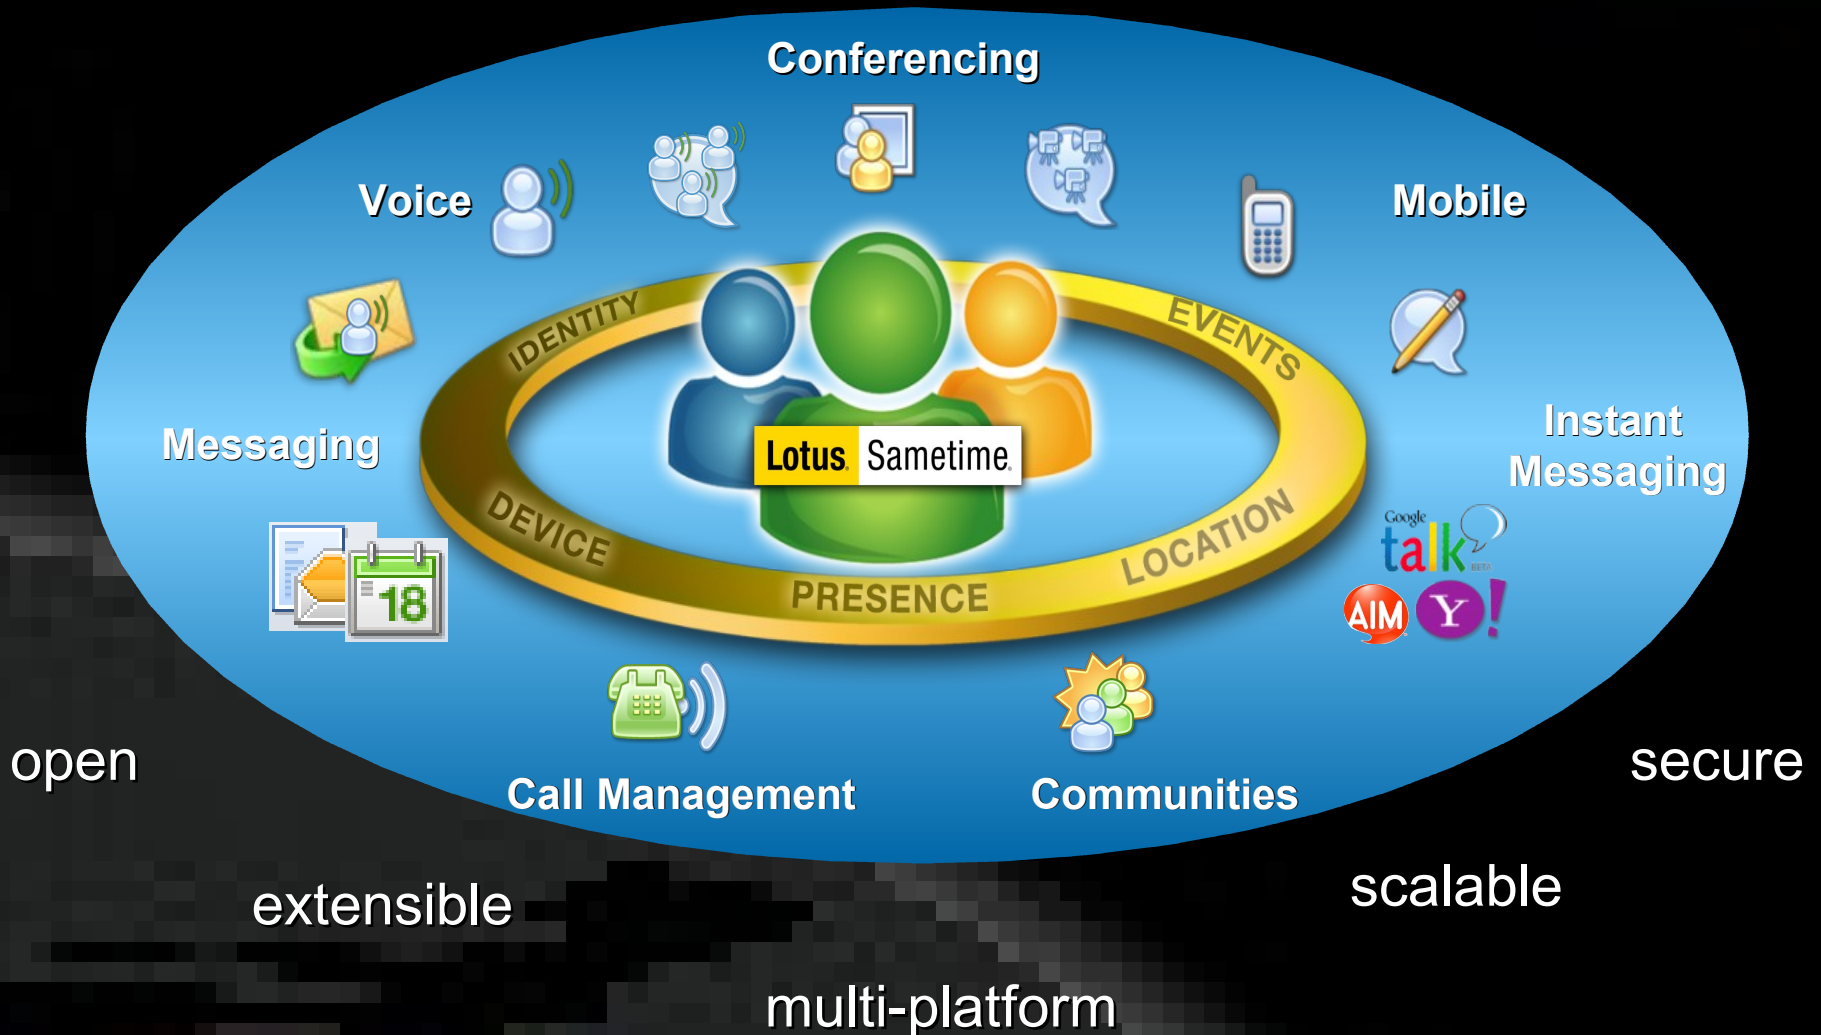 Conferencing
Voice
Mobile
IDENTITY
EVENTS
Messaging
Lotus. Sametime.
Instant
Messaging
DEVICE
LOCATION
PRESENCE
18
Google
talk
BETA
AIM
Y!
Call Management
Communities
open
secure
extensible
scalable
multi-platform